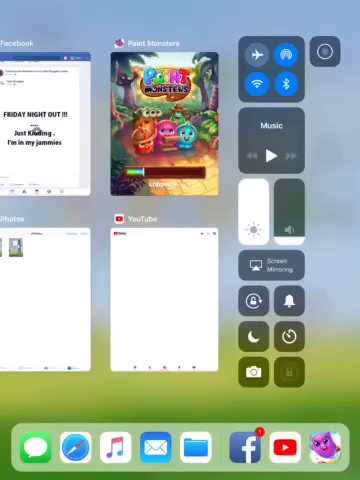 Facebook
Paint Monsters
FRIDAY NIGHT OUT !!!
....
Just Kidding .
I'm in my jammies
PAINT
MONSTERS
LOADING
Music
Photos
YouTube
Screen
Mirroring
1